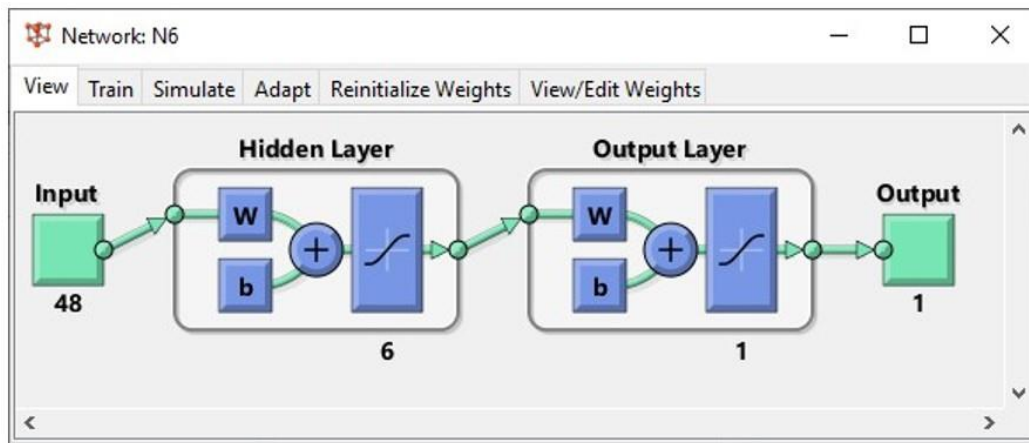 Network: N6
View Train Simulate Adapt Reinitialize Weights View/Edit Weights
Hidden Layer Output Layer
Input Output
W W
b b
48 1
6 1